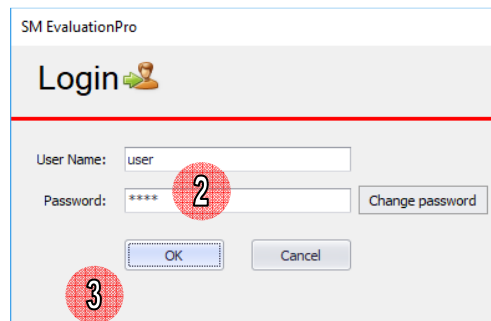 SM EvaluationPro
Login
User Name: user
2
Password: **** Change password
OK Cancel
3